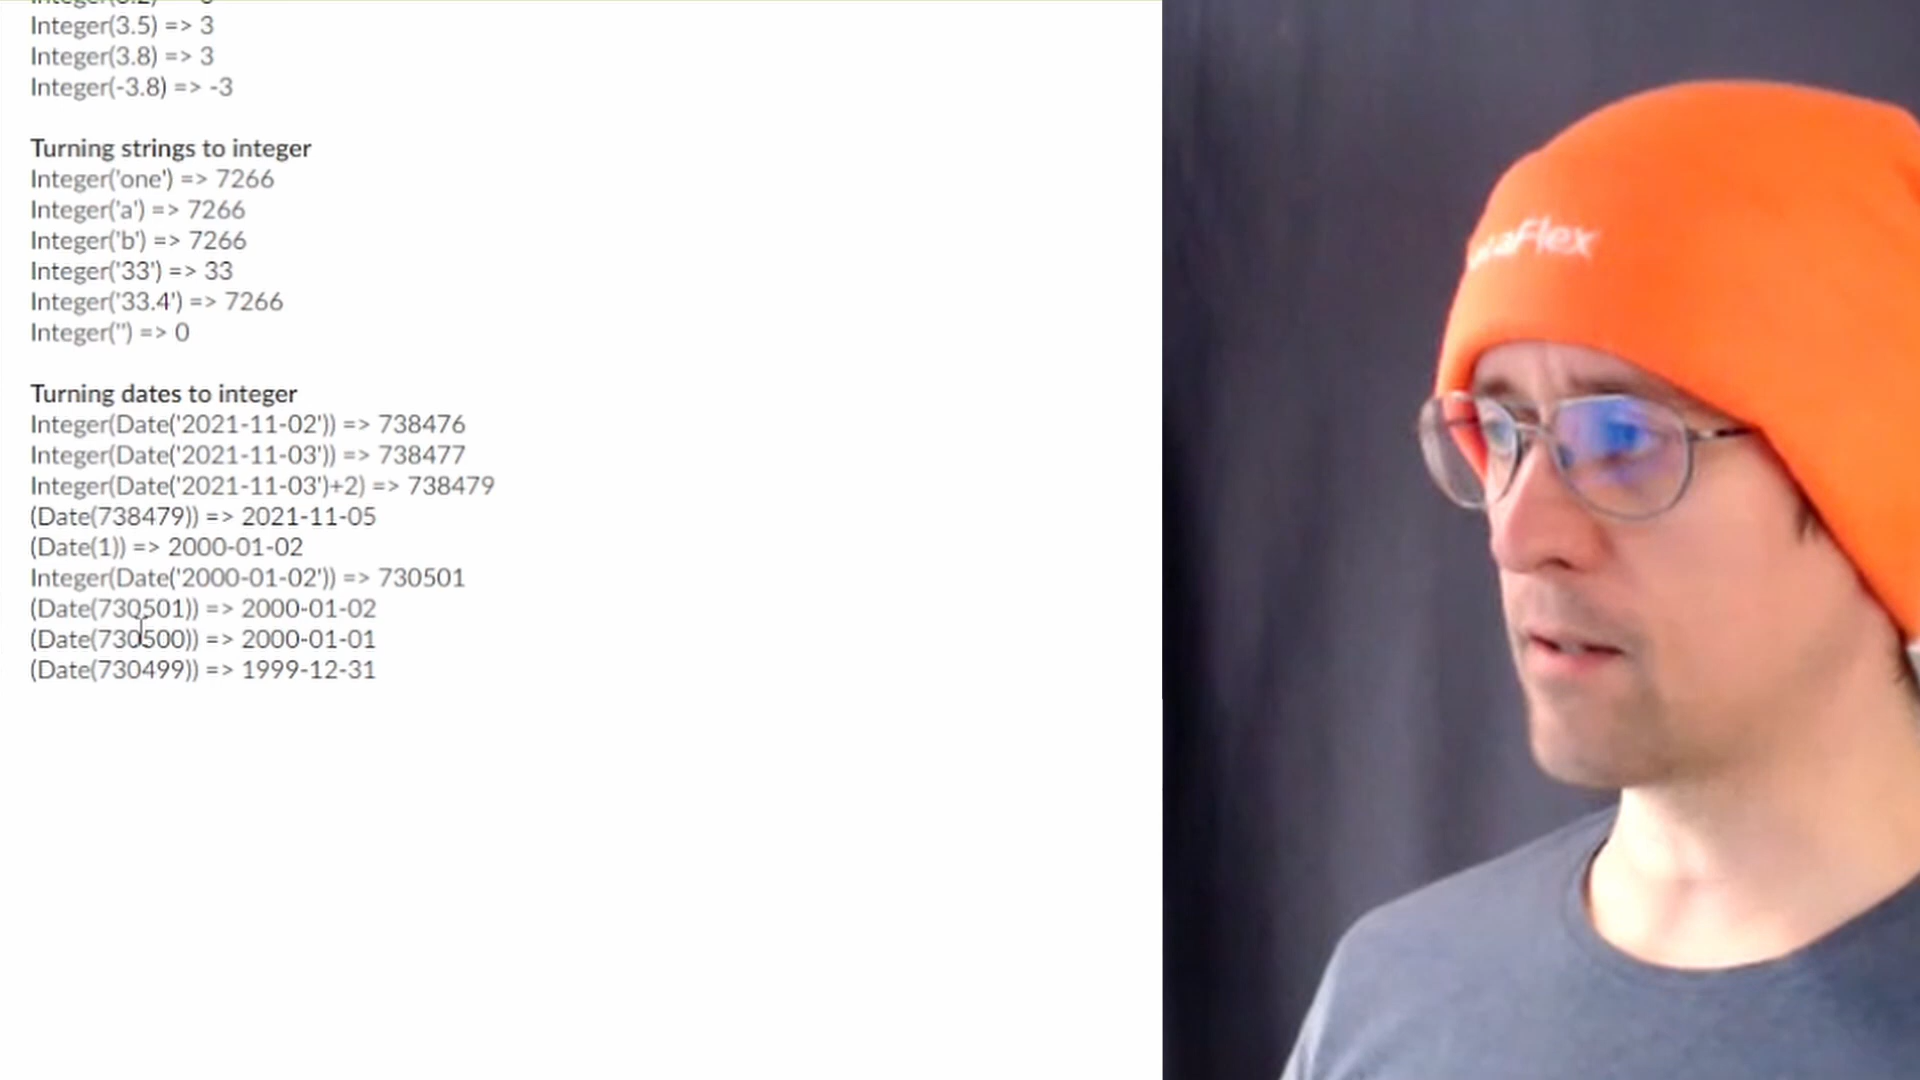 Integer(3.5) => 3
Integer(3.8) => 3
Integer(-3.8) => -3
Turning strings to integer
Integer('one') => 7266
Integer('a') => 7266
Integer('b') => 7266
Integer('33') => 33
Integer('33.4') => 7266
Integer('') => 0
Turning dates to integer
Integer(Date('2021-11-02')) => 738476
Integer(Date('2021-11-03')) => 738477
Integer(Date('2021-11-03')+2) => 738479
(Date(738479)) => 2021-11-05
(Date(1)) => 2000-01-02
Integer(Date('2000-01-02')) => 730501
(Date(730501)) => 2000-01-02
(Date(730500)) => 2000-01-01
(Date(730499)) => 1999-12-31